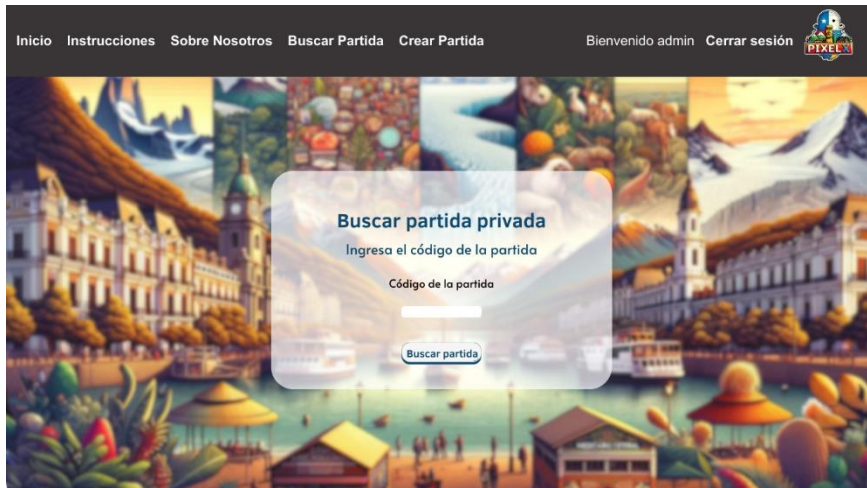 Inicio Instrucciones Sobre Nosotros Buscar Partida Crear Partida Bienvenido admin Cerrar sesión
PIXELX
Buscar partida privada
Ingresa el código de la partida
Código de la partida
Buscar partida